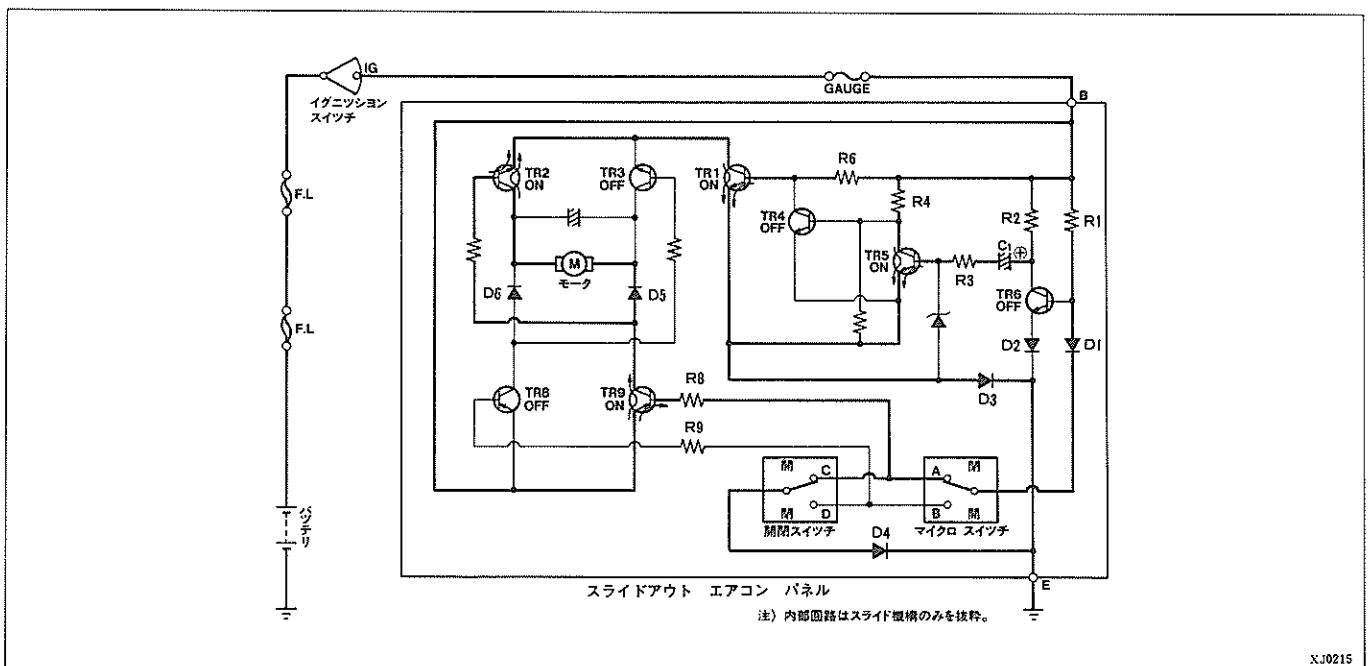 IG
イグニッション
スイッチ
GAUGE
B
F.L
F.L
バッテリ
TR2
ON
TR3
OFF
TR1
ON
R6
R4
TR4
OFF
TR5
ON
R2
R1
C1
⊕
R3
TR6
OFF
D2
D1
D3
M
モータ
D6
D5
TR8
OFF
TR9
ON
R8
R9
開
C
閉
D
開閉スイッチ
A
開
B
閉
マイクロ スイッチ
D4
E
スライドアウト エアコン パネル
注) 内部回路はスライド機構のみを抜粋。
XJ0215